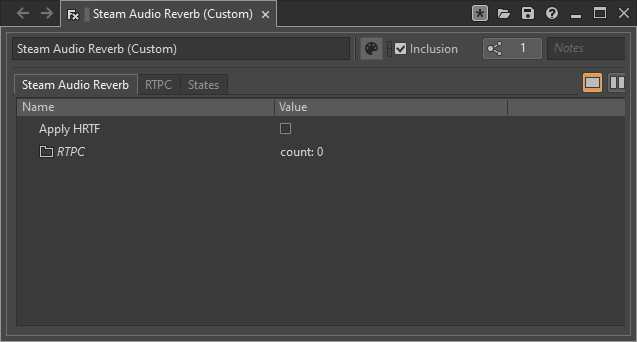 Steam Audio Reverb (Custom)
Steam Audio Reverb (Custom) Inclusion 1 Notes
Steam Audio Reverb RTPC States
Name Value
Apply HRTF
RTPC count: 0